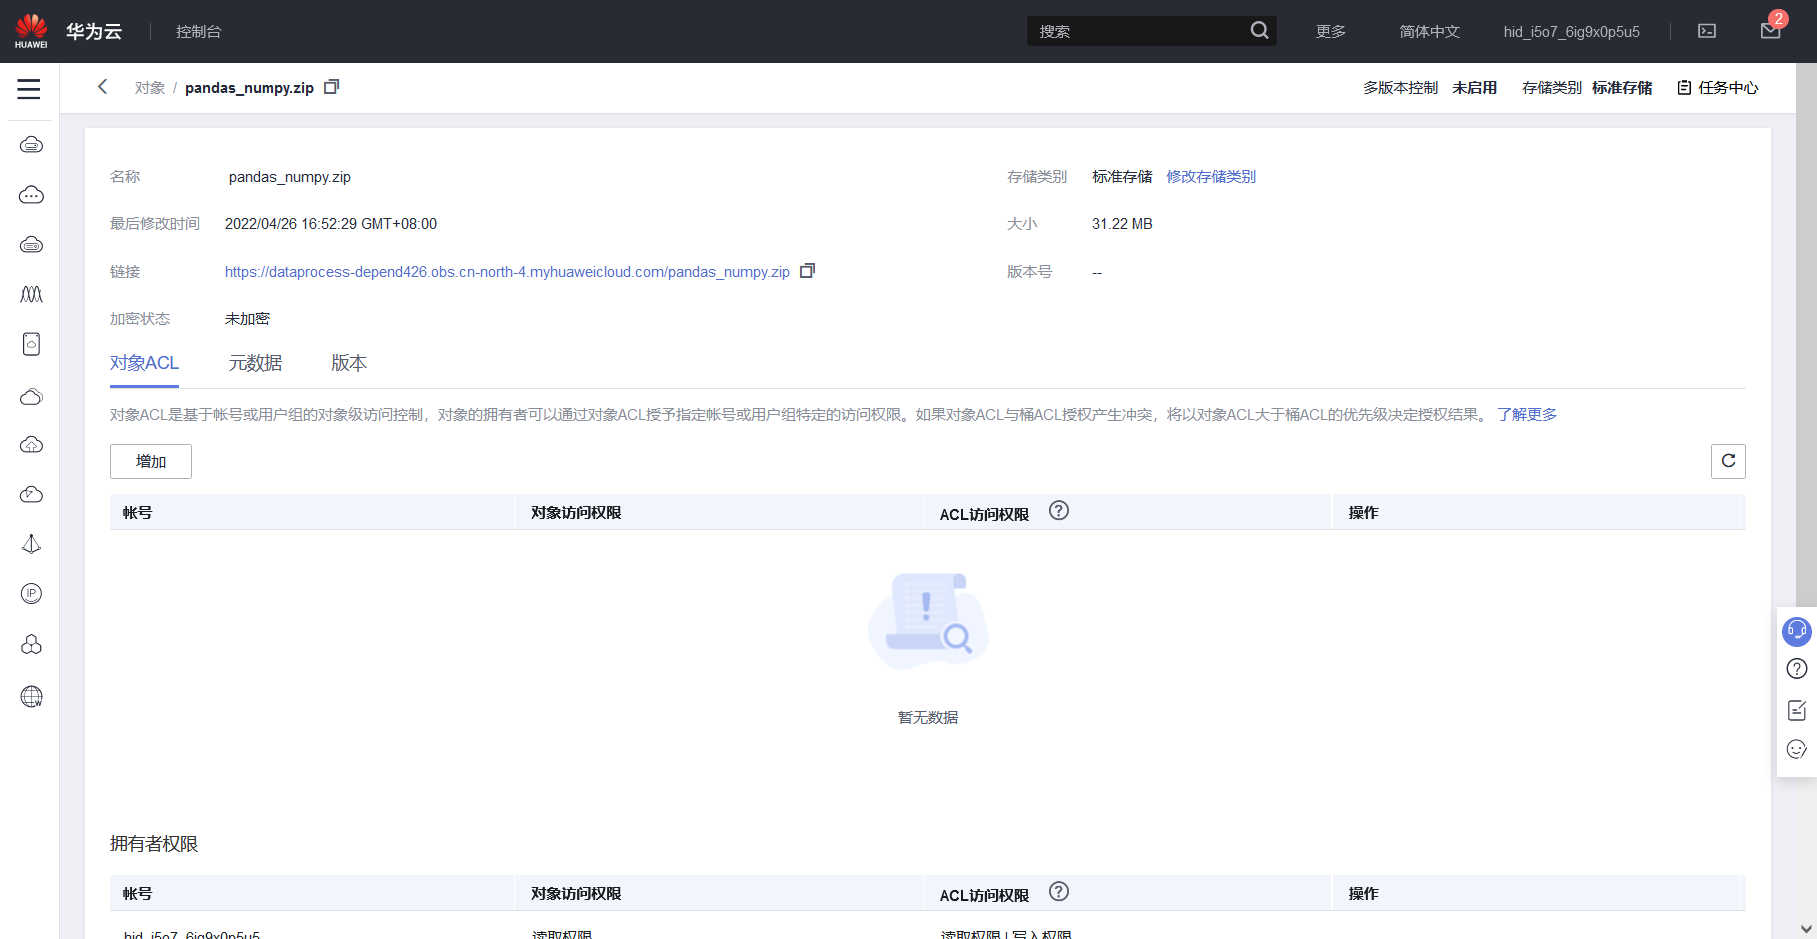 HUAWEI 华为云 控制台 搜索 更多 简体中文 hid_i5o7_6ig9x0p5u5 2
对象 / pandas_numpy.zip 多版本控制 未启用 存储类别 标准存储 任务中心
名称 pandas_numpy.zip 存储类别 标准存储 修改存储类别
最后修改时间 2022/04/26 16:52:29 GMT+08:00 大小 31.22 MB
链接 https://dataprocess-depend426.obs.cn-north-4.myhuaweicloud.com/pandas_numpy.zip 版本号 --
加密状态 未加密
对象ACL 元数据 版本
对象ACL是基于帐号或用户组的对象级访问控制，对象的拥有者可以通过对象ACL授予指定帐号或用户组特定的访问权限。如果对象ACL与桶ACL授权产生冲突，将以对象ACL大于桶ACL的优先级决定授权结果。 了解更多
增加
帐号 对象访问权限 ACL访问权限 ? 操作
暂无数据
拥有者权限
帐号 对象访问权限 ACL访问权限 ? 操作
hid_i5o7_6ig9x0p5u5 读取权限 读取权限 | 写入权限
IP
W
?